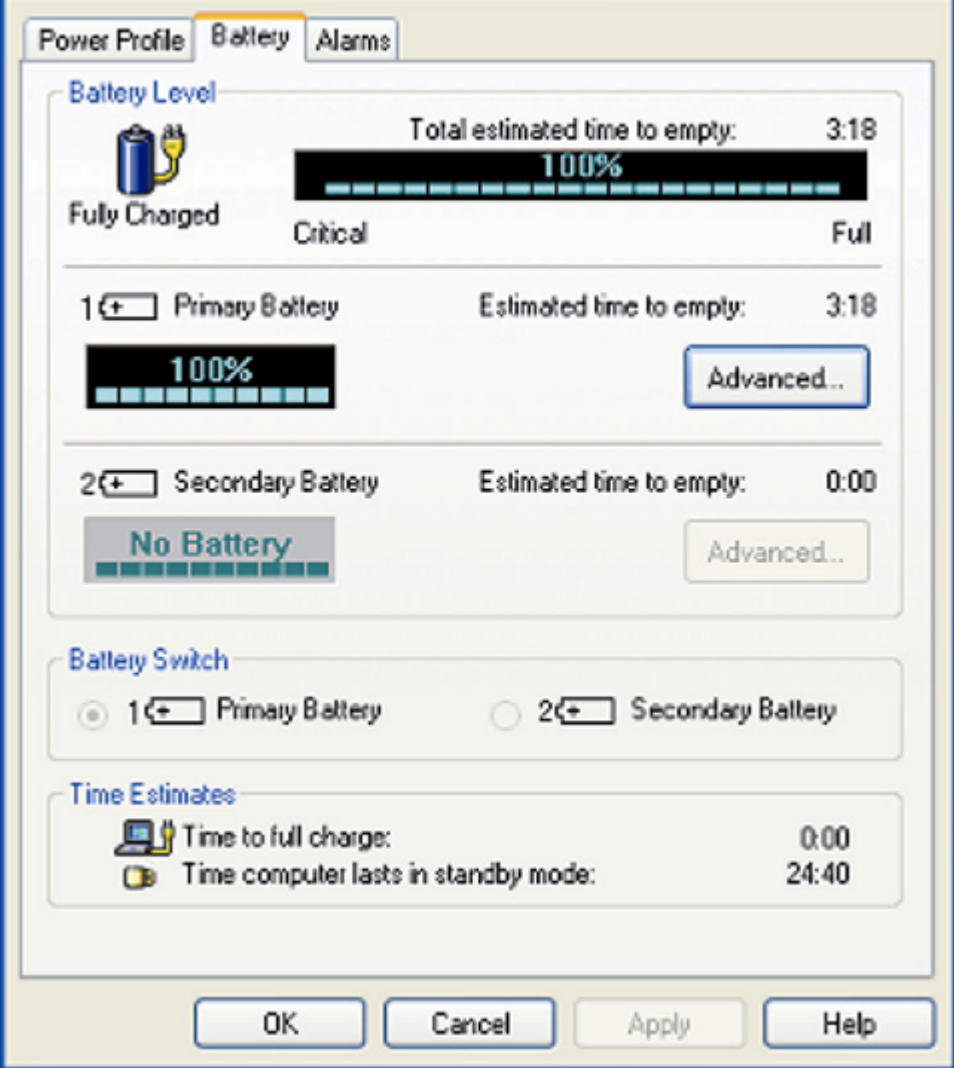 Power Profile Battery Alarms
Battery Level
Total estimated time to empty: 3:18
100%
Fully Charged
Critical Full
1 Primary Battery Estimated time to empty: 3:18
100%
Advanced...
2 Secondary Battery Estimated time to empty: 0:00
No Battery
Advanced...
Battery Switch
1 Primary Battery 2 Secondary Battery
Time Estimates
Time to full charge: 0:00
Time computer lasts in standby mode: 24:40
OK Cancel Apply Help